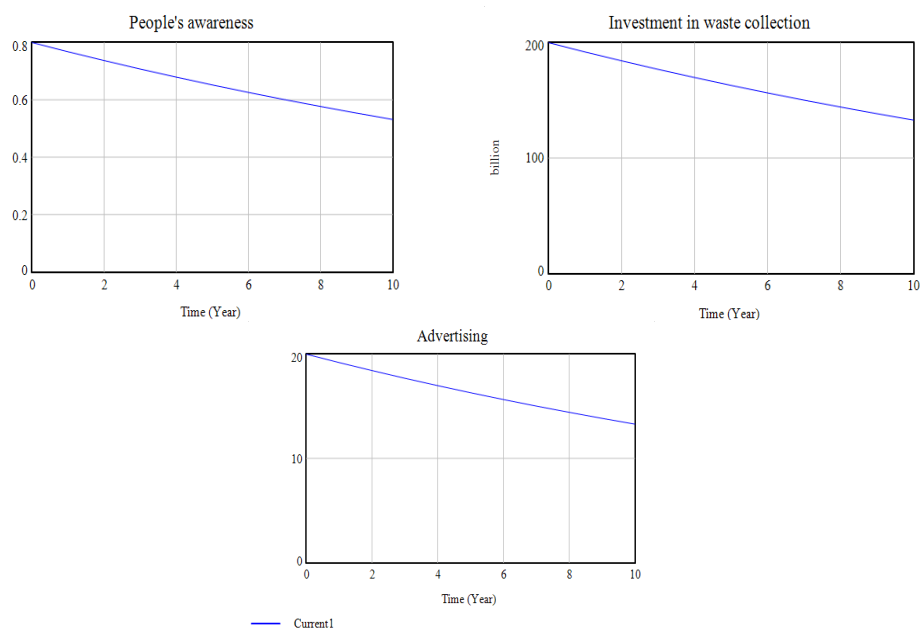 People's awareness
0.8
0.6
0.4
0.2
0
0 2 4 6 8 10
Time (Year)
Investment in waste collection
billion
200
100
0
0 2 4 6 8 10
Time (Year)
Advertising
20
10
0
0 2 4 6 8 10
Time (Year)
Current1